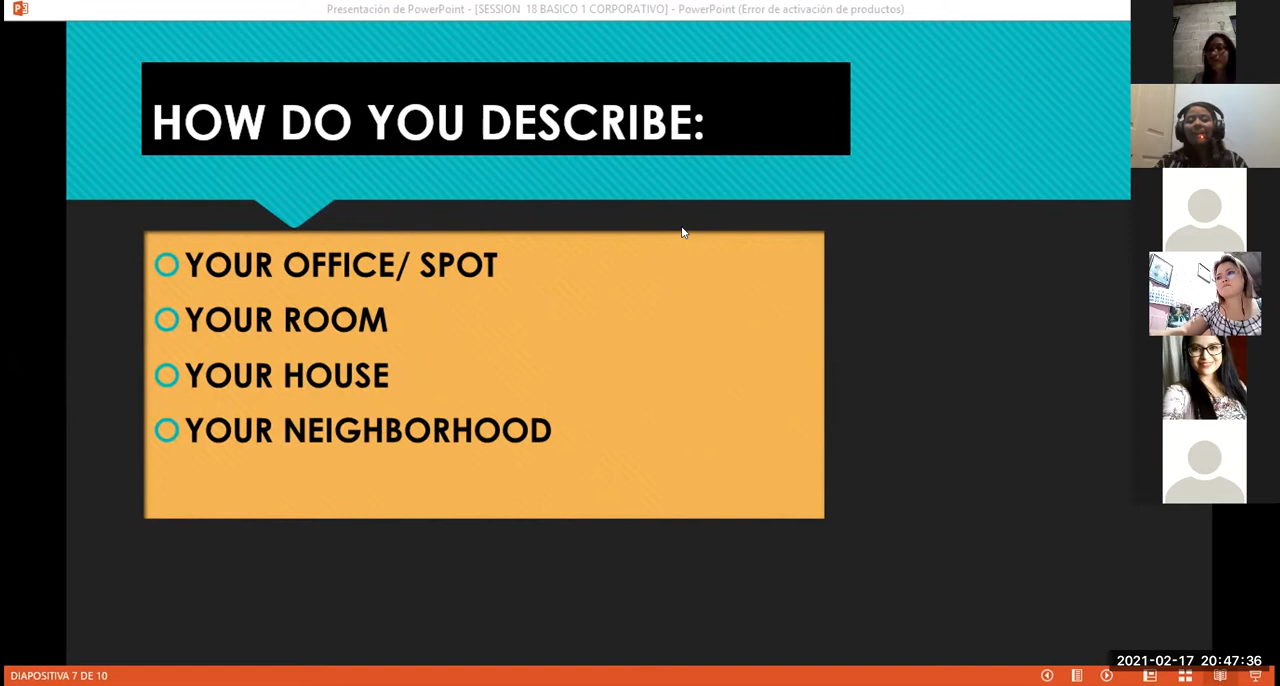 Presentación de PowerPoint - [SESSION 18 BASICO 1 CORPORATIVO] - PowerPoint (Error de activación de productos)
HOW DO YOU DESCRIBE:
YOUR OFFICE/ SPOT
YOUR ROOM
YOUR HOUSE
YOUR NEIGHBORHOOD
2021-02-17 20:47:36
DIAPOSITIVA 7 DE 10